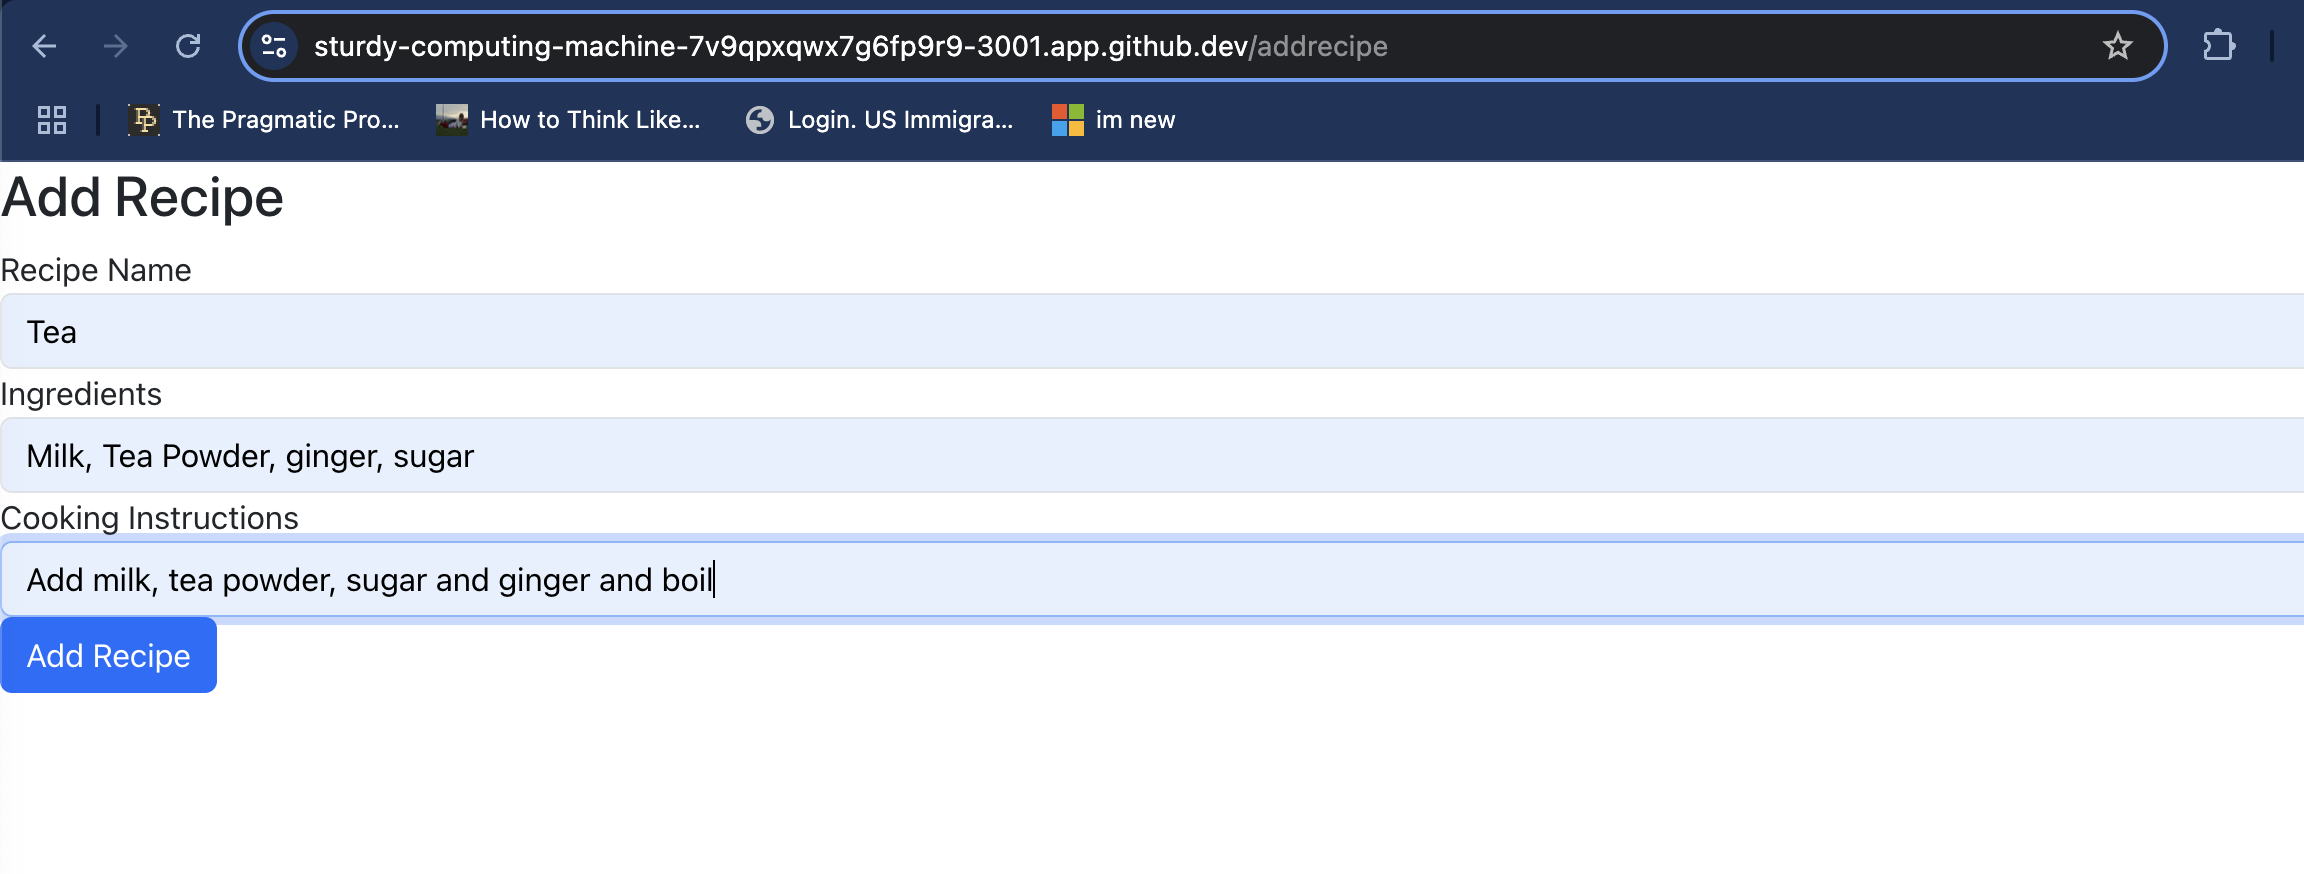 sturdy-computing-machine-7v9qpxqwx7g6fp9r9-3001.app.github.dev/addrecipe
The Pragmatic Pro... How to Think Like... Login. US Immigra... im new
Add Recipe
Recipe Name
Tea
Ingredients
Milk, Tea Powder, ginger, sugar
Cooking Instructions
Add milk, tea powder, sugar and ginger and boil
Add Recipe